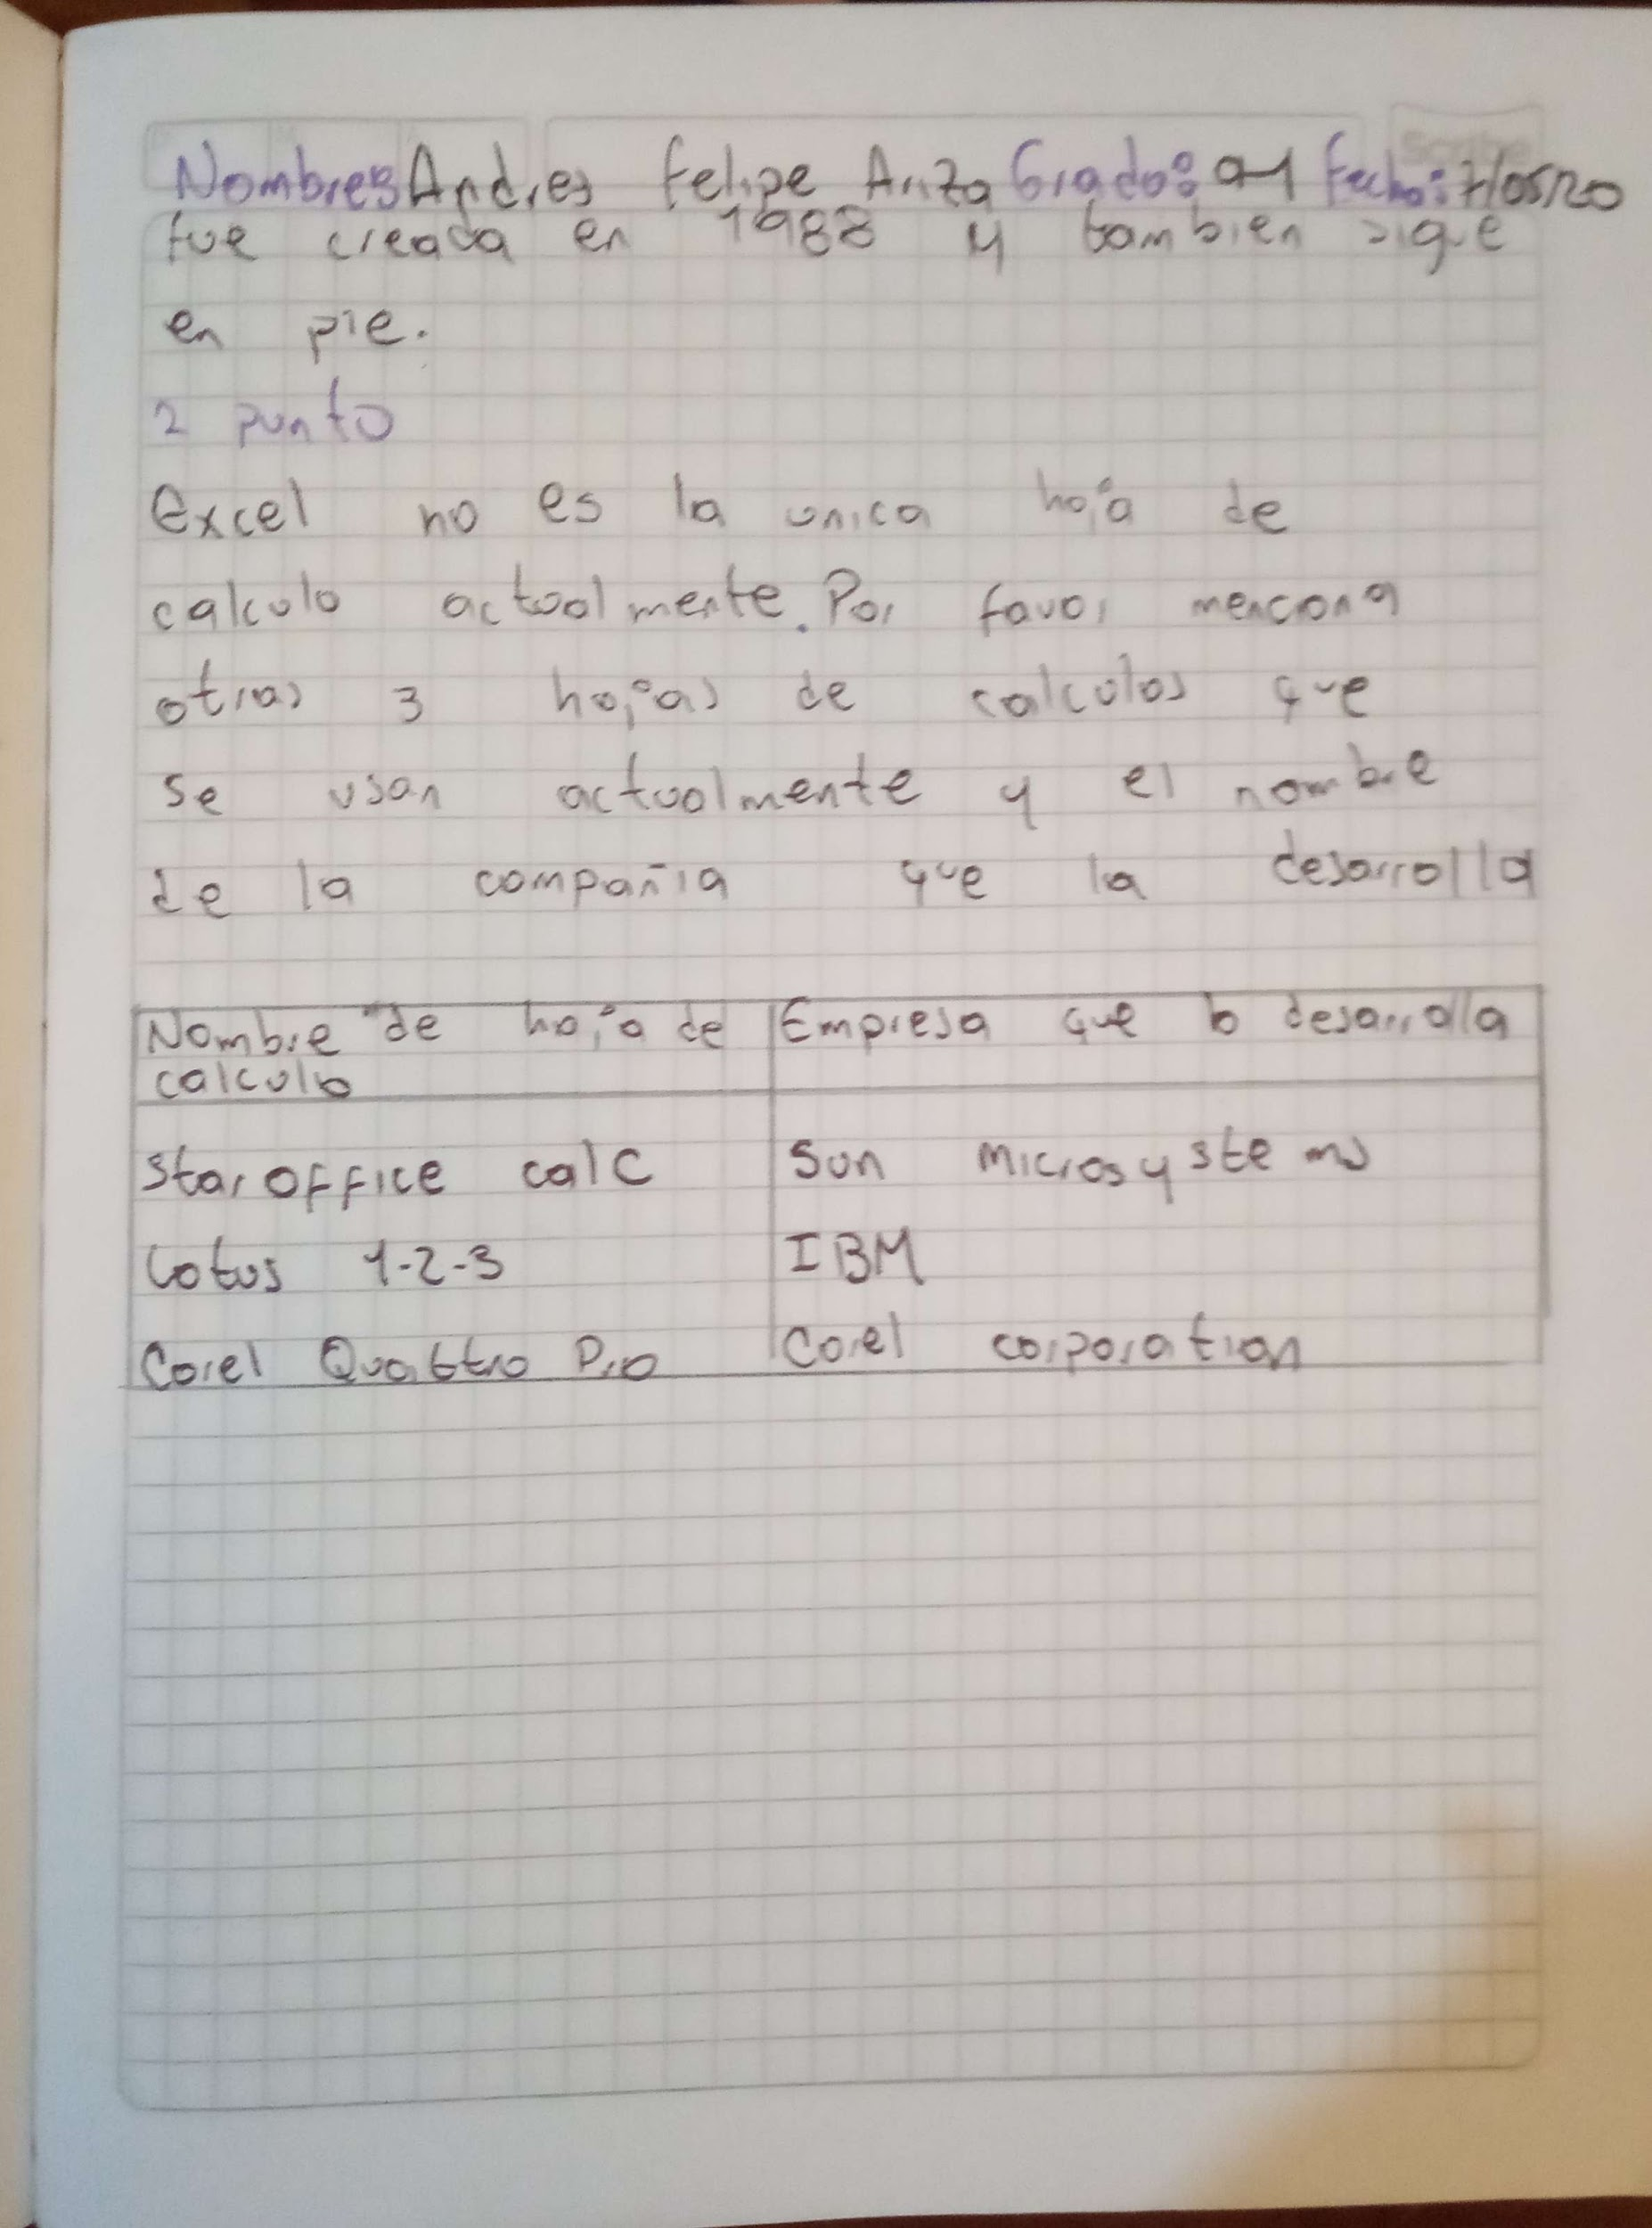 Scribe
Nombres Andres Felipe Ariza Grado: 9-1 Fecha: 7/05/20
fue creada en 1988 y tambien sigue
en pie.
2 punto
Excel no es la unica hoja de
calculo actualmente. Por favor menciona
otras 3 hojas de calculos que
se usan actualmente y el nombre
de la compañia que la desarrolla
Nombre de hoja de calculo
Empresa que lo desarrolla
Star OFFICE calc
Sun Microsystems
Lotus 1-2-3
IBM
Corel Quattro Pro
Corel corporation